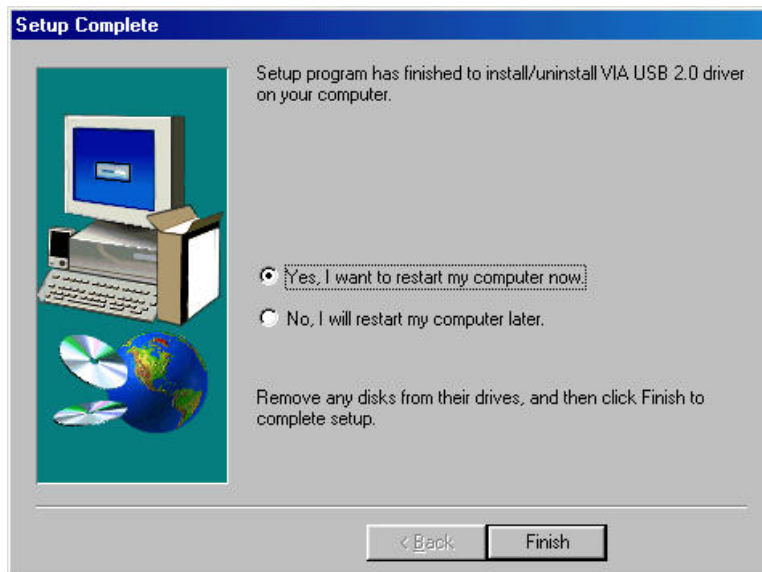 Setup Complete
Setup program has finished to install/uninstall VIA USB 2.0 driver
on your computer.
Yes, I want to restart my computer now.
No, I will restart my computer later.
Remove any disks from their drives, and then click Finish to
complete setup.
< Back
Finish